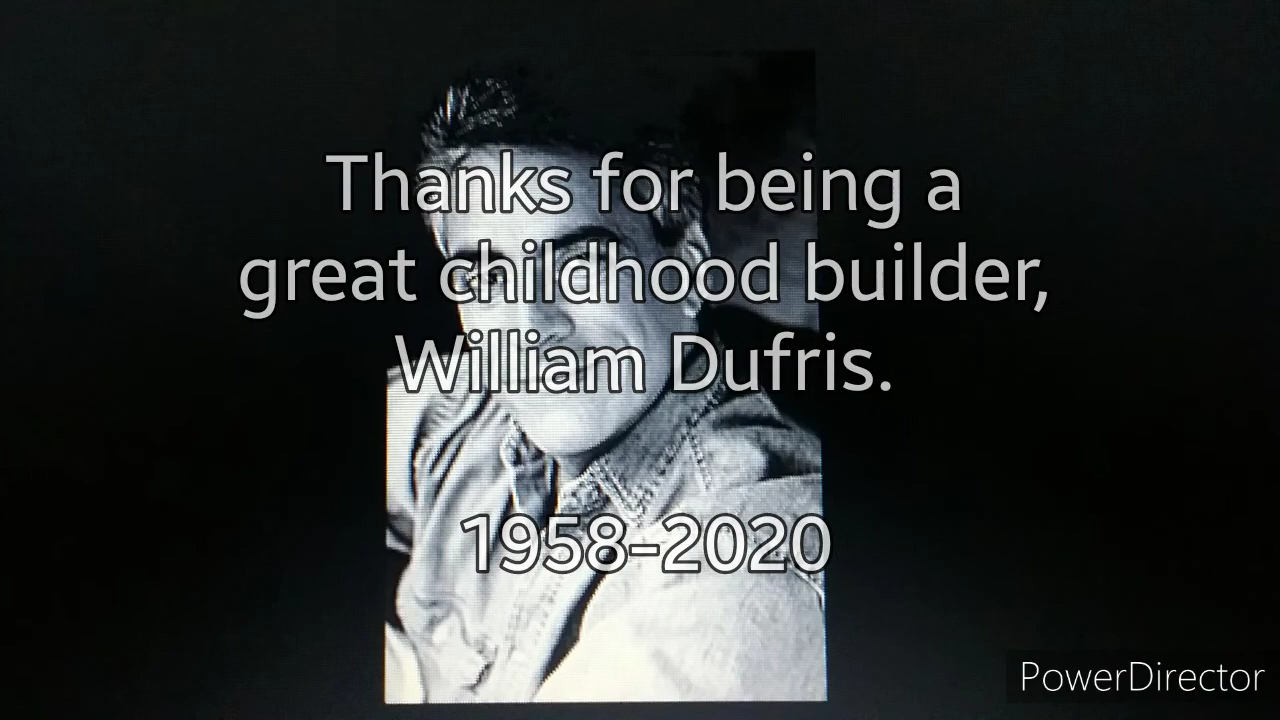 Thanks for being a
great childhood builder,
William Dufris.
1958-2020
PowerDirector